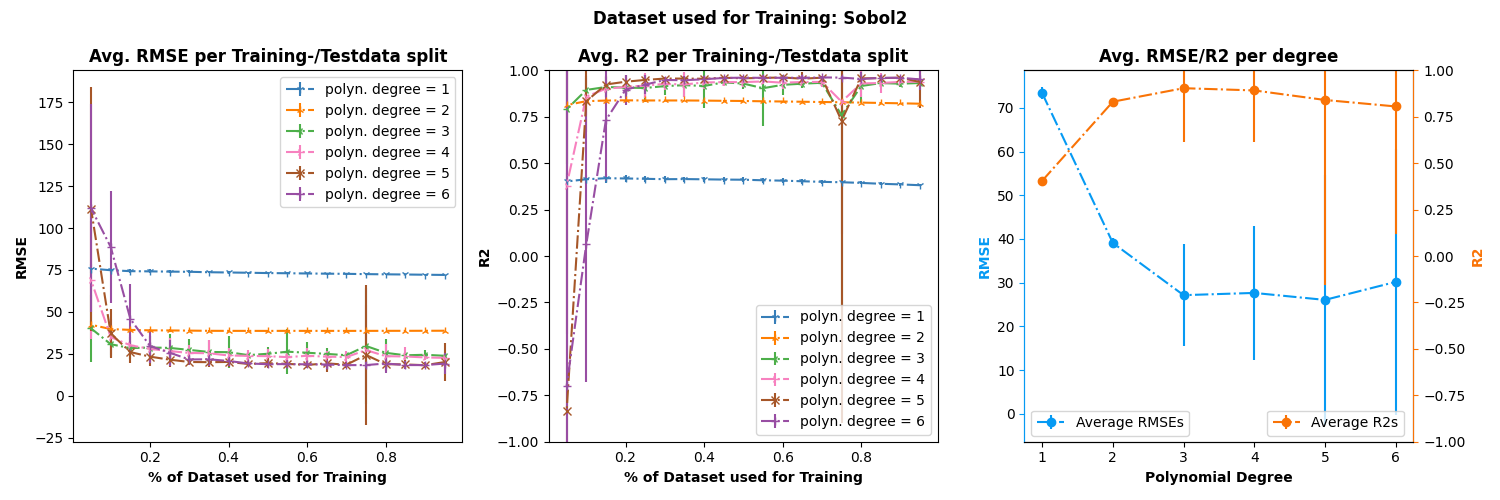 Dataset used for Training: Sobol2
Avg. RMSE per Training-/Testdata split
175
150
125
100
75
50
25
0
−25
RMSE
0.2
0.4
0.6
0.8
% of Dataset used for Training
polyn. degree = 1
polyn. degree = 2
polyn. degree = 3
polyn. degree = 4
polyn. degree = 5
polyn. degree = 6
Avg. R2 per Training-/Testdata split
1.00
0.75
0.50
0.25
0.00
−0.25
−0.50
−0.75
−1.00
R2
0.2
0.4
0.6
0.8
% of Dataset used for Training
polyn. degree = 1
polyn. degree = 2
polyn. degree = 3
polyn. degree = 4
polyn. degree = 5
polyn. degree = 6
Avg. RMSE/R2 per degree
70
60
50
40
30
20
10
0
RMSE
1
2
3
4
5
6
Polynomial Degree
Average RMSEs
Average R2s
1.00
0.75
0.50
0.25
0.00
−0.25
−0.50
−0.75
−1.00
R2